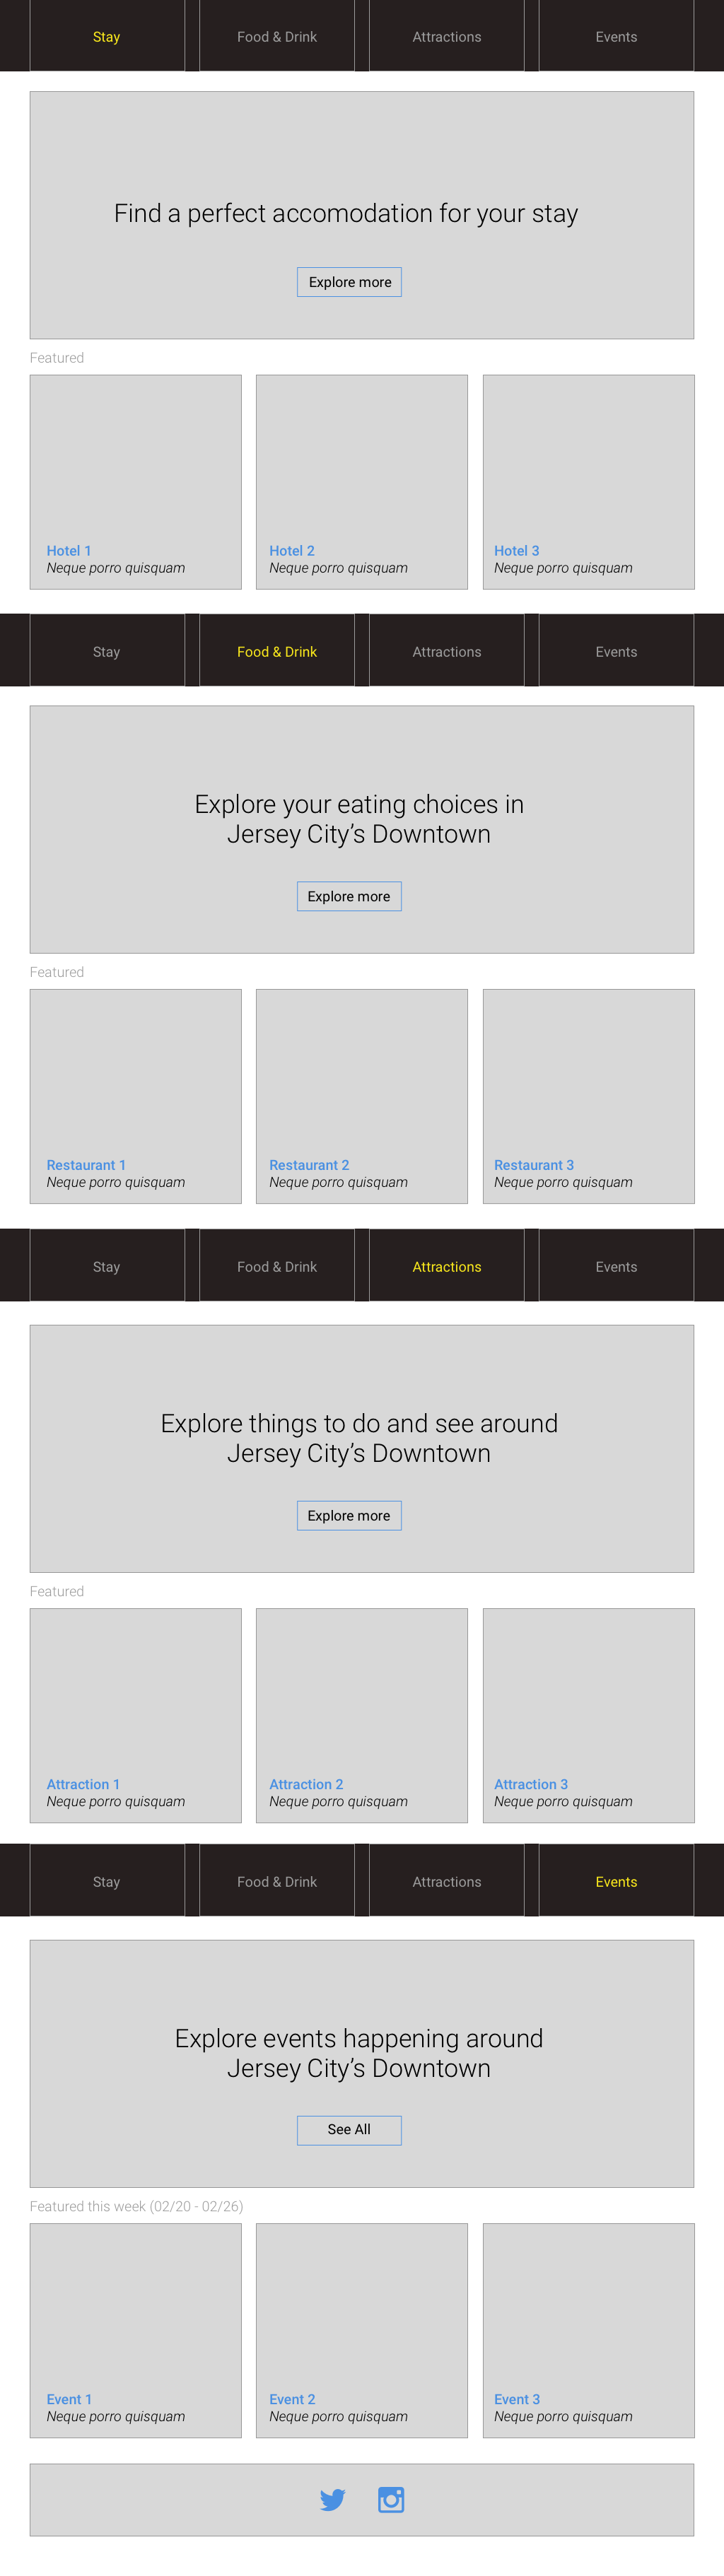 Stay Food & Drink Attractions Events
Find a perfect accomodation for your stay
Explore more
Featured
Hotel 1 Hotel 2 Hotel 3
Neque porro quisquam Neque porro quisquam Neque porro quisquam
Stay Food & Drink Attractions Events
Explore your eating choices in
Jersey City’s Downtown
Explore more
Featured
Restaurant 1 Restaurant 2 Restaurant 3
Neque porro quisquam Neque porro quisquam Neque porro quisquam
Stay Food & Drink Attractions Events
Explore things to do and see around
Jersey City’s Downtown
Explore more
Featured
Attraction 1 Attraction 2 Attraction 3
Neque porro quisquam Neque porro quisquam Neque porro quisquam
Stay Food & Drink Attractions Events
Explore events happening around
Jersey City’s Downtown
See All
Featured this week (02/20 - 02/26)
Event 1 Event 2 Event 3
Neque porro quisquam Neque porro quisquam Neque porro quisquam